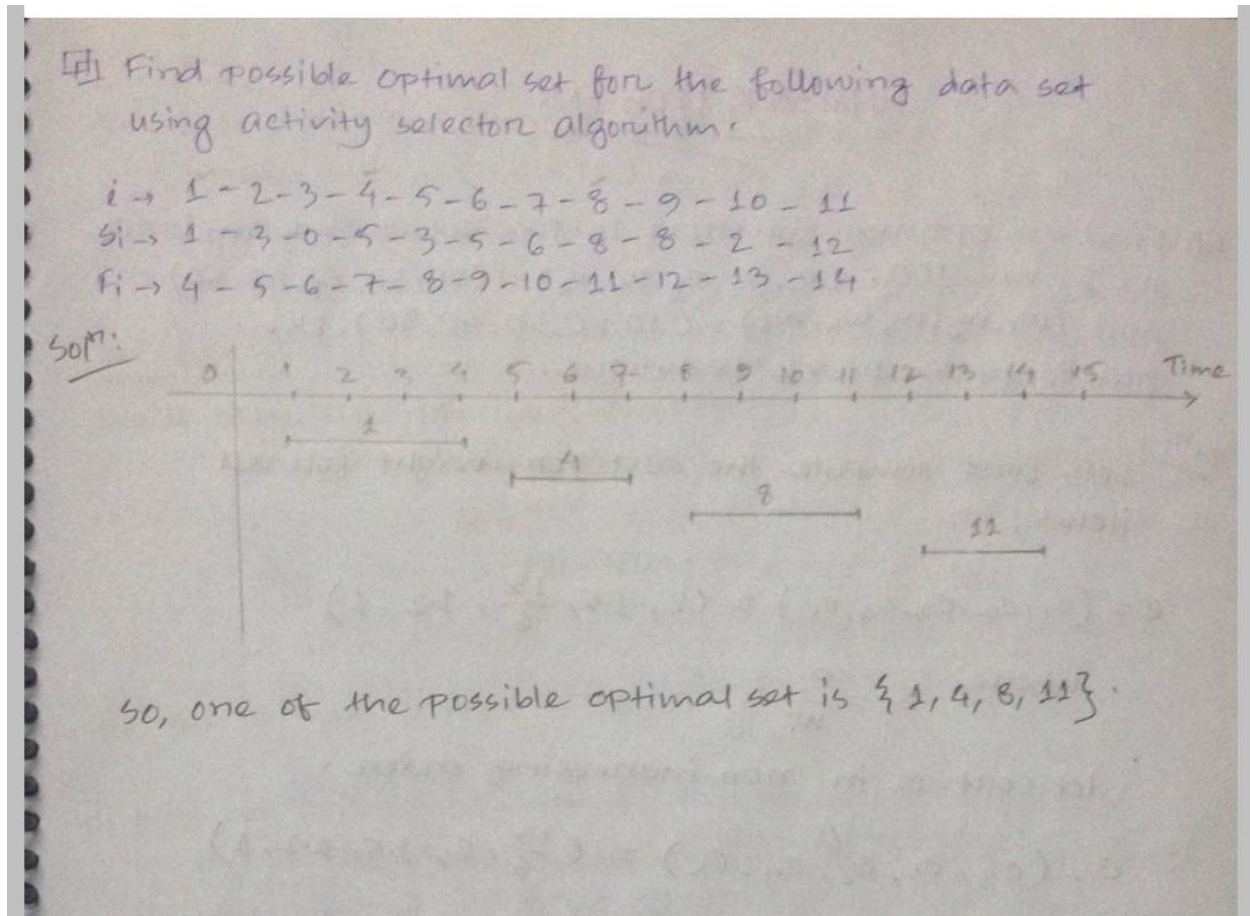 Find possible optimal set for the following data set
using activity selector algorithm.
i → 1 - 2 - 3 - 4 - 5 - 6 - 7 - 8 - 9 - 10 - 11
Si → 1 - 3 - 0 - 5 - 3 - 5 - 6 - 8 - 8 - 2 - 12
Fi → 4 - 5 - 6 - 7 - 8 - 9 - 10 - 11 - 12 - 13 - 14
Solⁿ:
0 1 2 3 4 5 6 7 8 9 10 11 12 13 14 15 Time
1
4
8
11
So, one of the possible optimal set is {1, 4, 8, 11}.